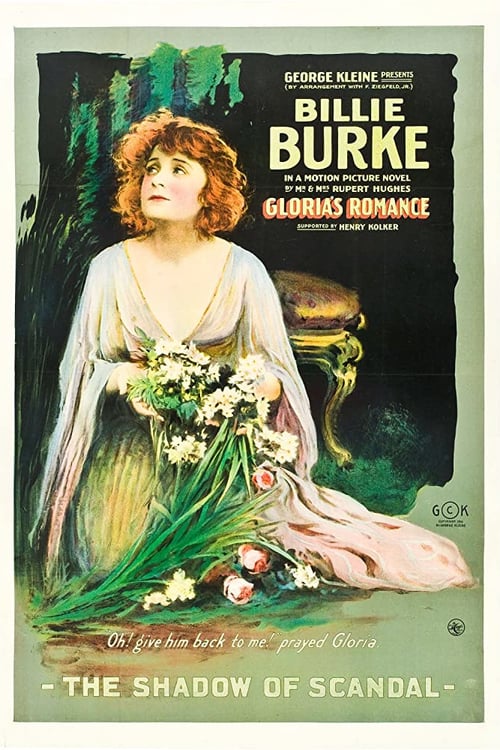 GEORGE KLEINE PRESENTS
(BY ARRANGEMENT WITH F. ZIEGFELD, JR.)
BILLIE
BURKE
IN A MOTION PICTURE NOVEL
BY MR & MRS RUPERT HUGHES
GLORIA'S ROMANCE
SUPPORTED BY HENRY KOLKER
G C K
"Oh! give him back to me!" prayed Gloria.
- THE SHADOW OF SCANDAL -